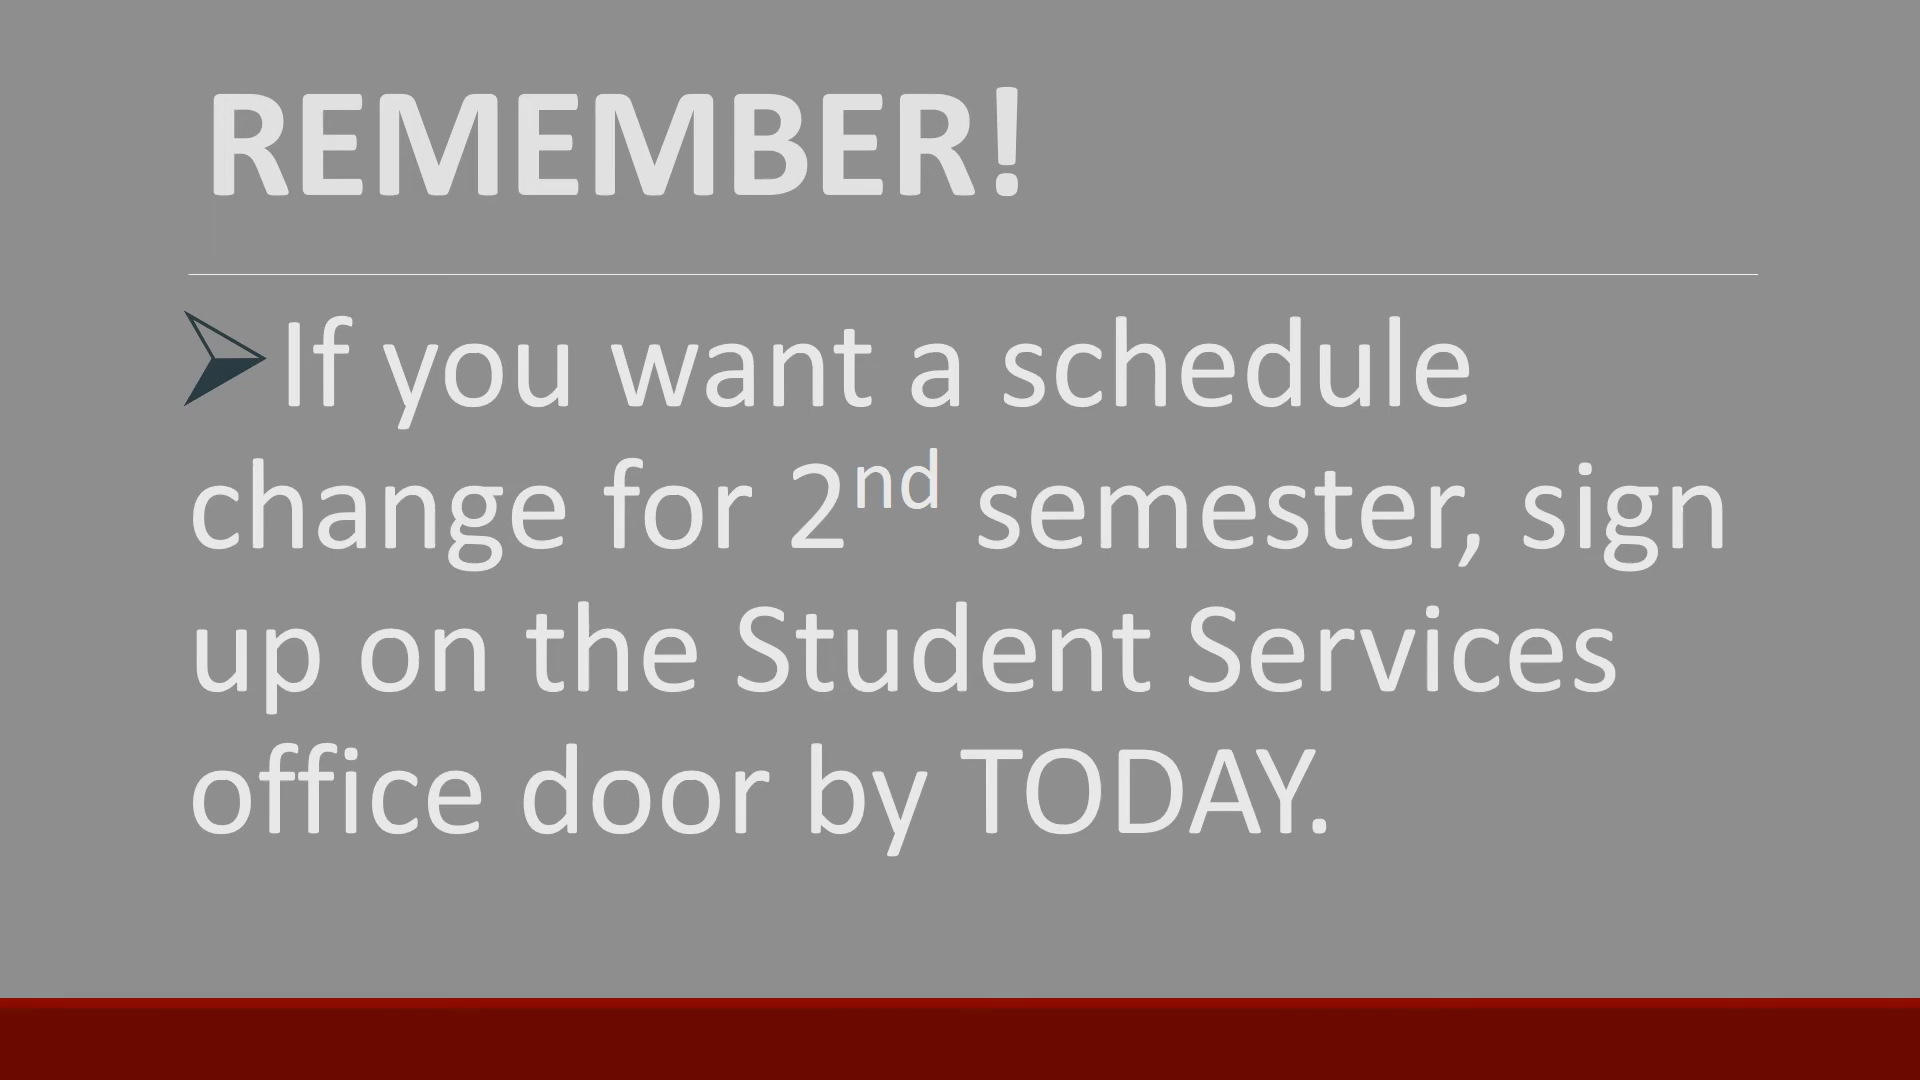 REMEMBER!
➢If you want a schedule
change for 2nd semester, sign
up on the Student Services
office door by TODAY.